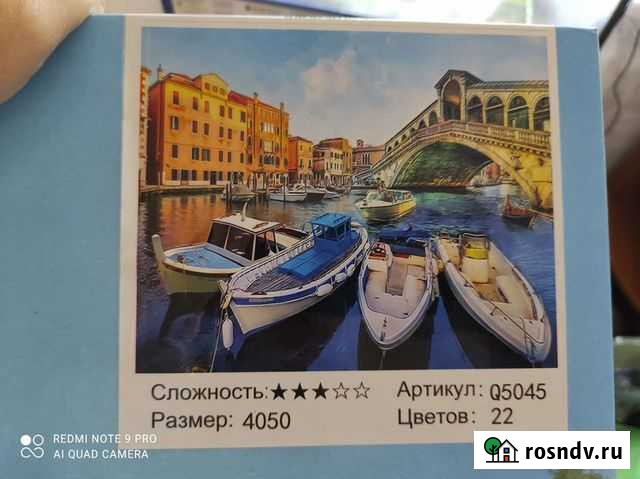 Сложность:★★★☆☆ Артикул: Q5045
Размер: 4050 Цветов: 22
REDMI NOTE 9 PRO
AI QUAD CAMERA
rosndv.ru